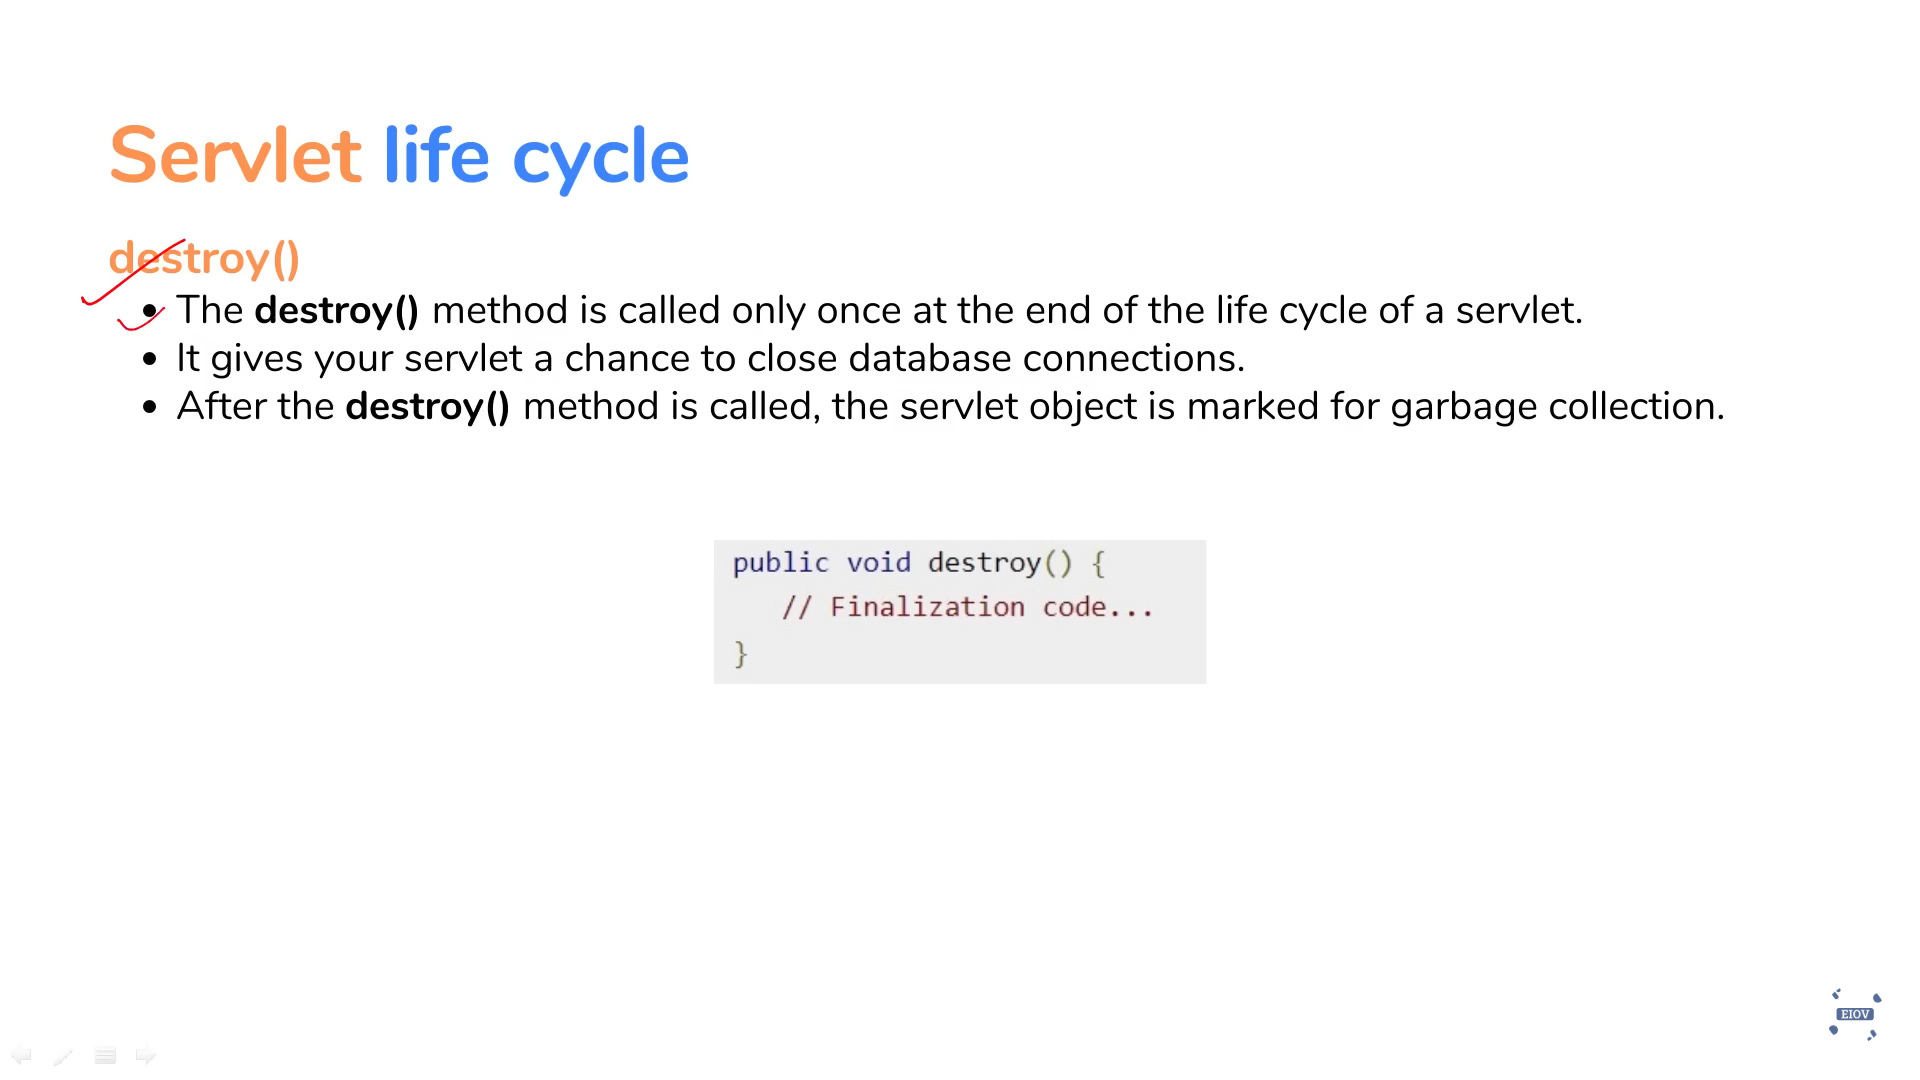 Servlet life cycle
destroy()
• The destroy() method is called only once at the end of the life cycle of a servlet.
• It gives your servlet a chance to close database connections.
• After the destroy() method is called, the servlet object is marked for garbage collection.
public void destroy() {
// Finalization code...
}
EIOV